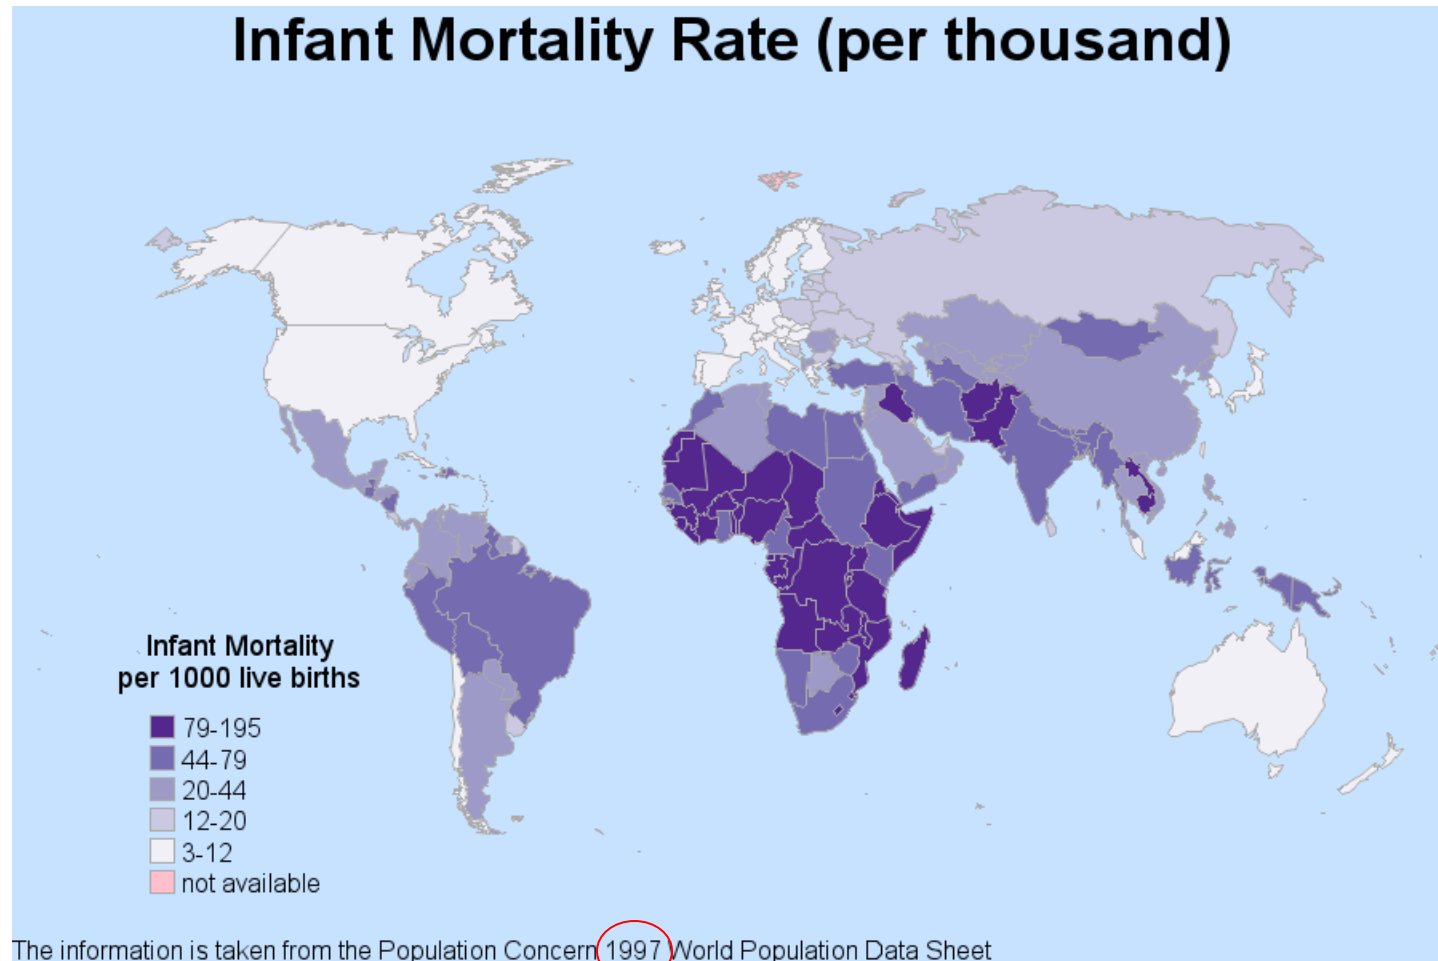 Infant Mortality Rate (per thousand)
Infant Mortality
per 1000 live births
79-195
44-79
20-44
12-20
3-12
not available
The information is taken from the Population Concern 1997 World Population Data Sheet